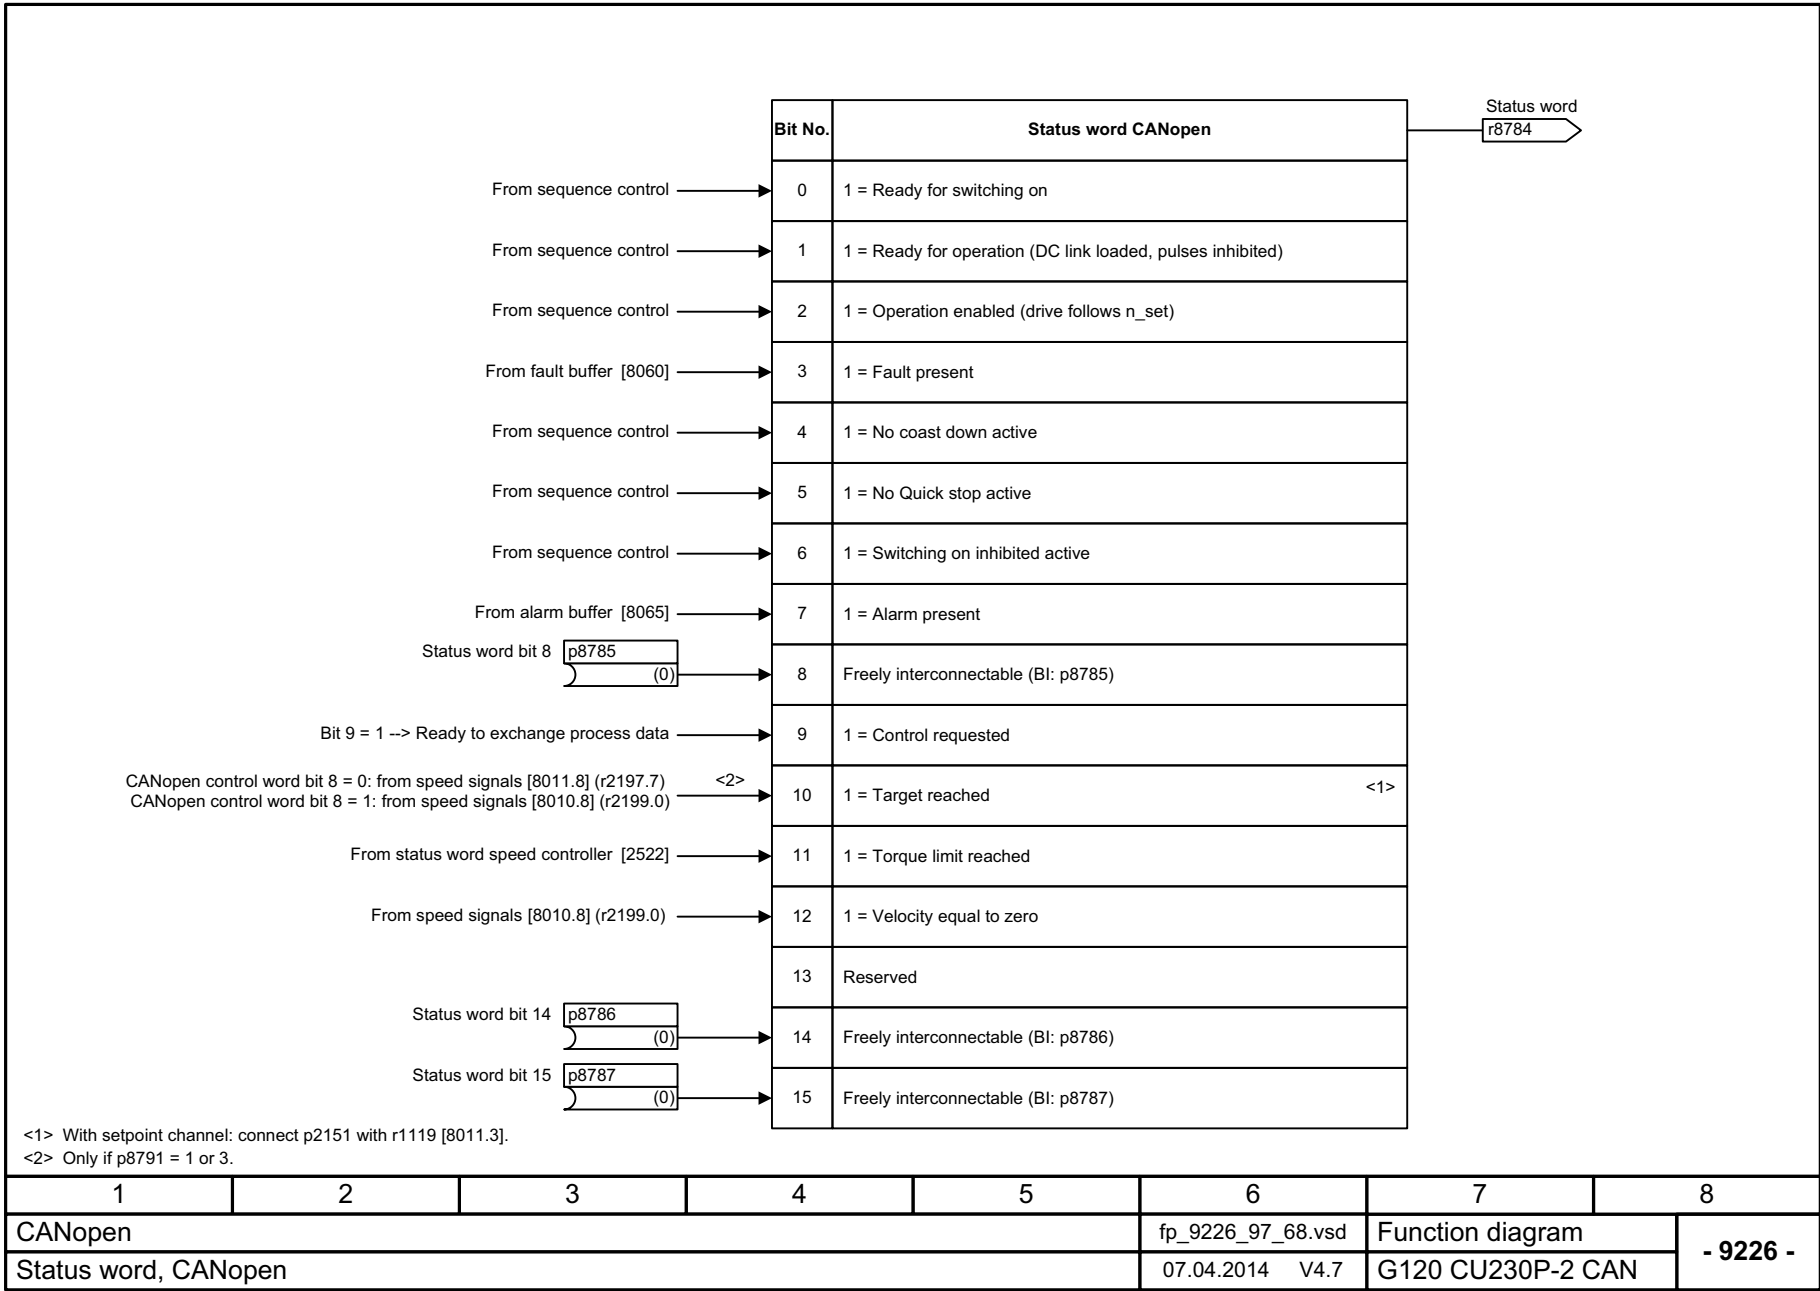 Status word
Bit No. Status word CANopen r8784
From sequence control 0 1 = Ready for switching on
From sequence control 1 1 = Ready for operation (DC link loaded, pulses inhibited)
From sequence control 2 1 = Operation enabled (drive follows n_set)
From fault buffer [8060] 3 1 = Fault present
From sequence control 4 1 = No coast down active
From sequence control 5 1 = No Quick stop active
From sequence control 6 1 = Switching on inhibited active
From alarm buffer [8065] 7 1 = Alarm present
Status word bit 8 p8785
(0) 8 Freely interconnectable (BI: p8785)
Bit 9 = 1 --> Ready to exchange process data 9 1 = Control requested
CANopen control word bit 8 = 0: from speed signals [8011.8] (r2197.7) <2>
CANopen control word bit 8 = 1: from speed signals [8010.8] (r2199.0) 10 1 = Target reached <1>
From status word speed controller [2522] 11 1 = Torque limit reached
From speed signals [8010.8] (r2199.0) 12 1 = Velocity equal to zero
13 Reserved
Status word bit 14 p8786
(0) 14 Freely interconnectable (BI: p8786)
Status word bit 15 p8787
(0) 15 Freely interconnectable (BI: p8787)
<1> With setpoint channel: connect p2151 with r1119 [8011.3].
<2> Only if p8791 = 1 or 3.
1 2 3 4 5 6 7 8
CANopen fp_9226_97_68.vsd Function diagram - 9226 -
Status word, CANopen 07.04.2014 V4.7 G120 CU230P-2 CAN